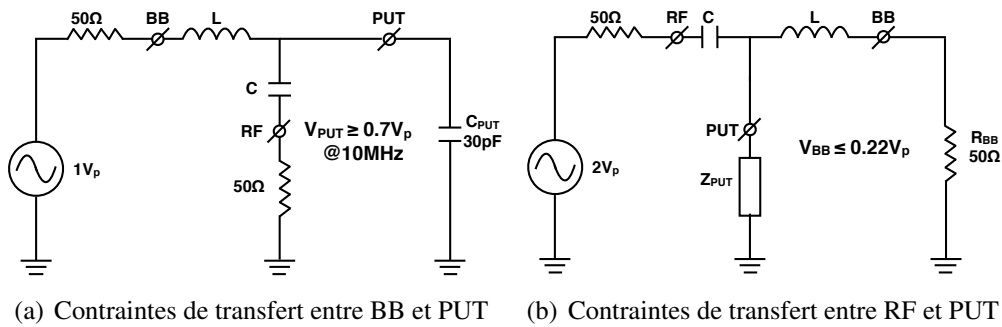 50Ω BB L PUT
C
RF
V_PUT ≥ 0.7V_p
@10MHz
C_PUT
30pF
1V_p
50Ω
(a) Contraintes de transfert entre BB et PUT
50Ω RF C L BB
PUT
V_BB ≤ 0.22V_p
R_BB
50Ω
2V_p
Z_PUT
(b) Contraintes de transfert entre RF et PUT